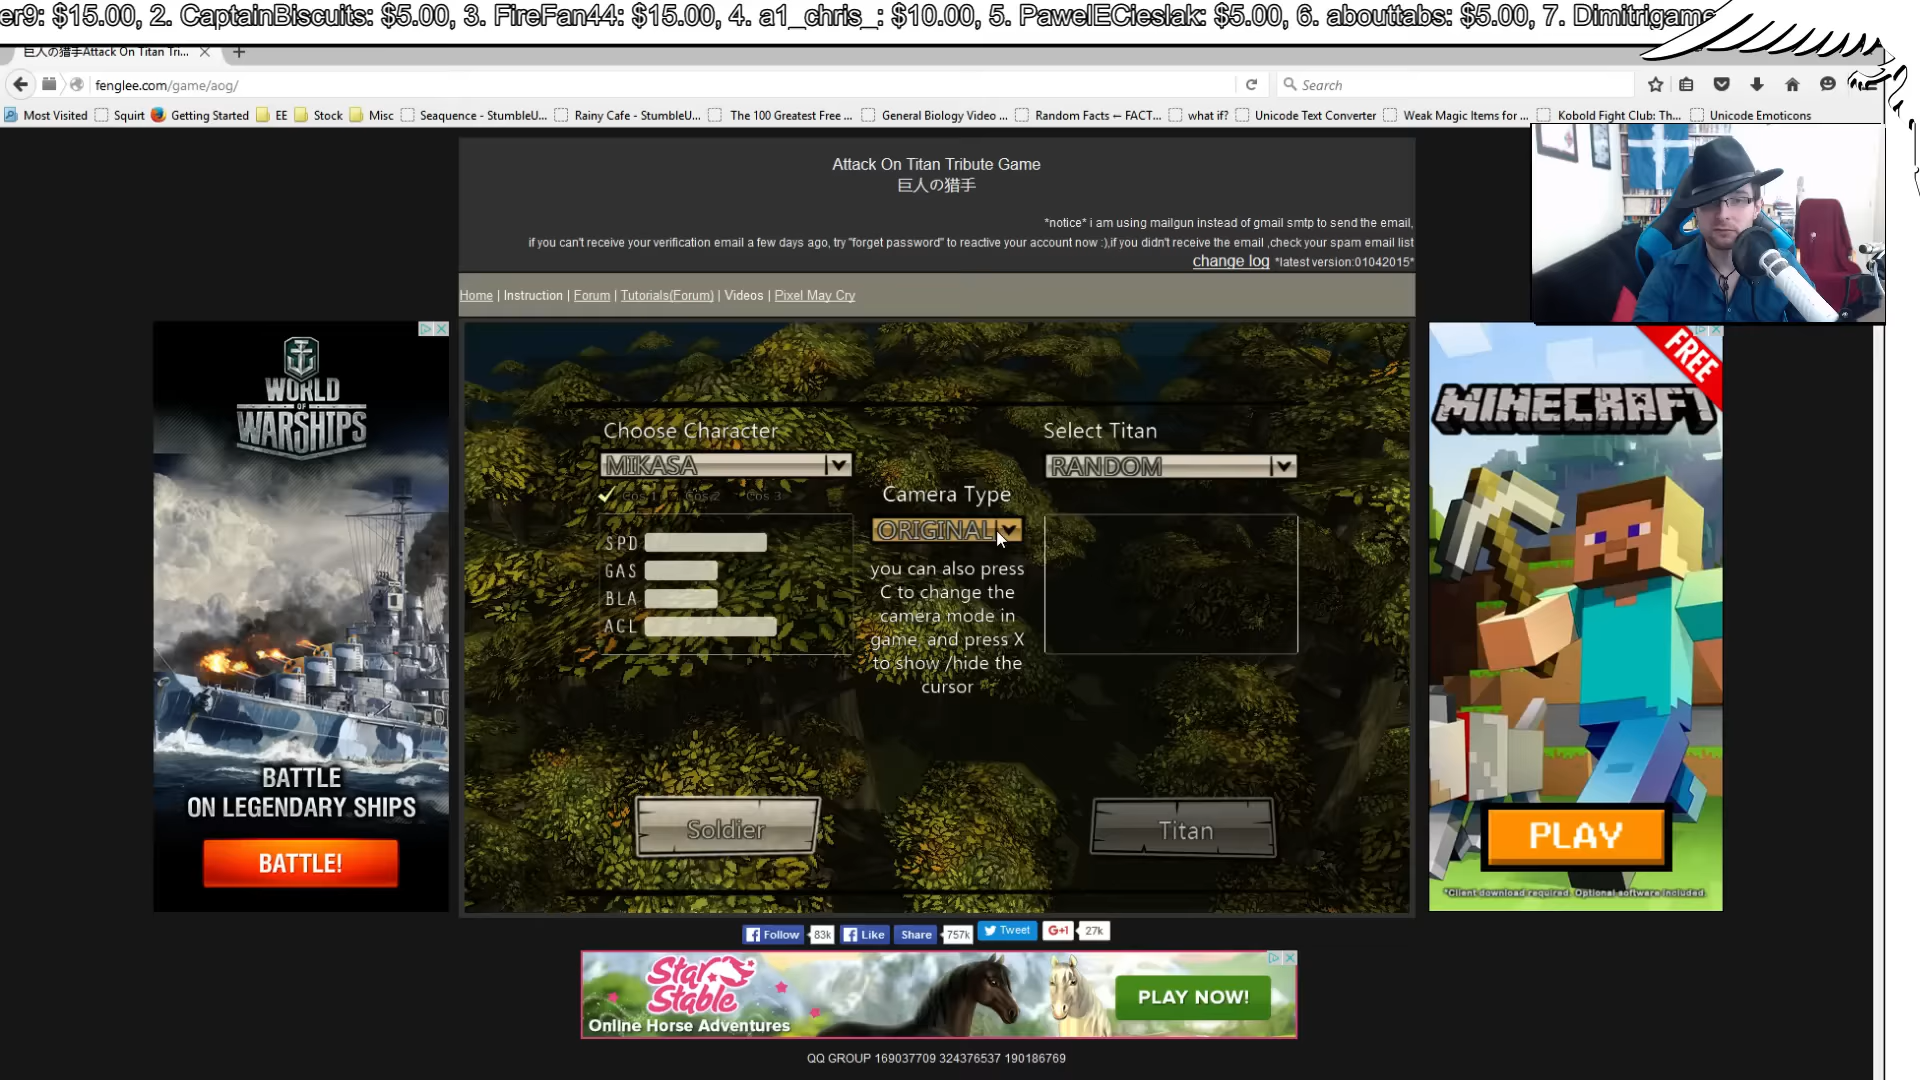 er9: $15.00, 2. CaptainBiscuits: $5.00, 3. FireFan44: $15.00, 4. a1_chris_: $10.00, 5. PawelECieslak: $5.00, 6. abouttabs: $5.00, 7. Dimitrigame
巨人の猎手Attack On Titan Tri...
fenglee.com/game/aog/
Search
Most Visited Squirt Getting Started EE Stock Misc Seaquence - StumbleU... Rainy Cafe - StumbleU... The 100 Greatest Free ... General Biology Video ... Random Facts ← FACT... what if? Unicode Text Converter Weak Magic Items for ... Kobold Fight Club: Th... Unicode Emoticons
Attack On Titan Tribute Game
巨人の猎手
*notice* i am using mailgun instead of gmail smtp to send the email,
if you can't receive your verification email a few days ago, try "forget password" to reactive your account now :),if you didn't receive the email ,check your spam email list
change log *latest version:01042015*
Home | Instruction | Forum | Tutorials(Forum) | Videos | Pixel May Cry
WORLD OF WARSHIPS
BATTLE
ON LEGENDARY SHIPS
BATTLE!
Choose Character
MIKASA
Cos 1 Cos 2 Cos 3
SPD
GAS
BLA
ACL
Camera Type
ORIGINAL
you can also press
C to change the
camera mode in
game, and press X
to show /hide the
cursor
Select Titan
RANDOM
Soldier
Titan
FREE
MINECRAFT
PLAY
*Client download required. Optional software included.
Follow 83k Like Share 757k Tweet G+1 27k
Star Stable
Online Horse Adventures
PLAY NOW!
QQ GROUP 169037709 324376537 190186769